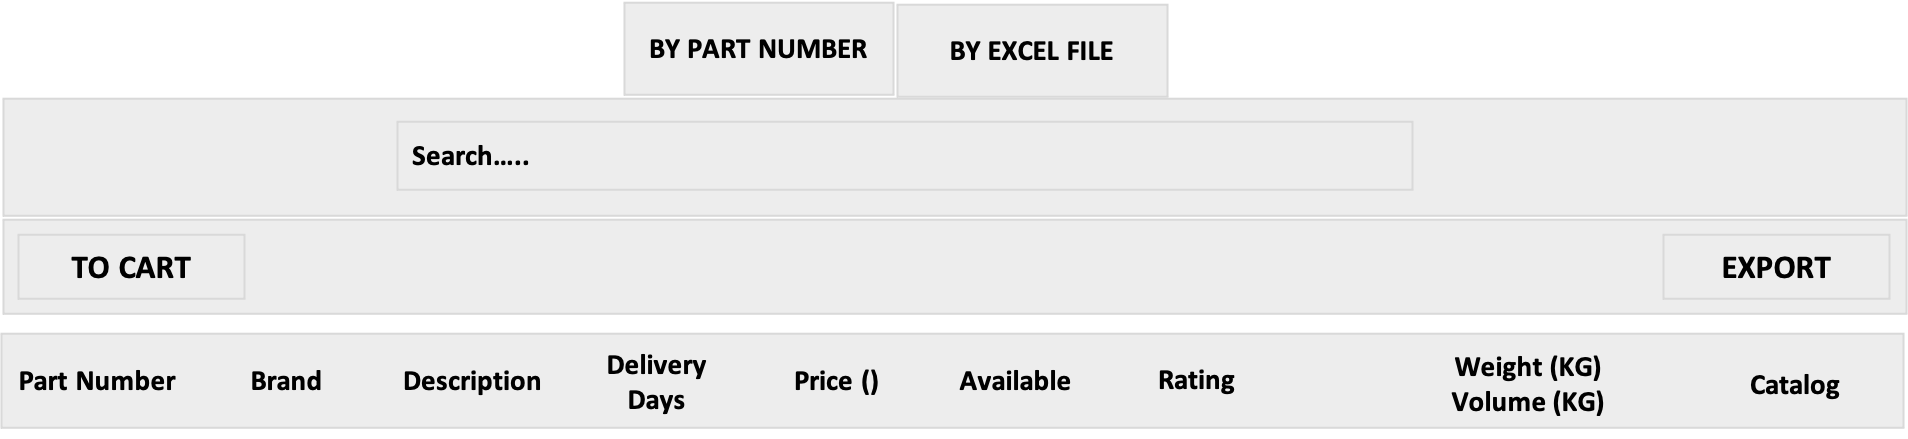 BY PART NUMBER
BY EXCEL FILE
Search.....
TO CART
EXPORT
Part Number
Brand
Description
Delivery
Days
Price ()
Available
Rating
Weight (KG)
Volume (KG)
Catalog